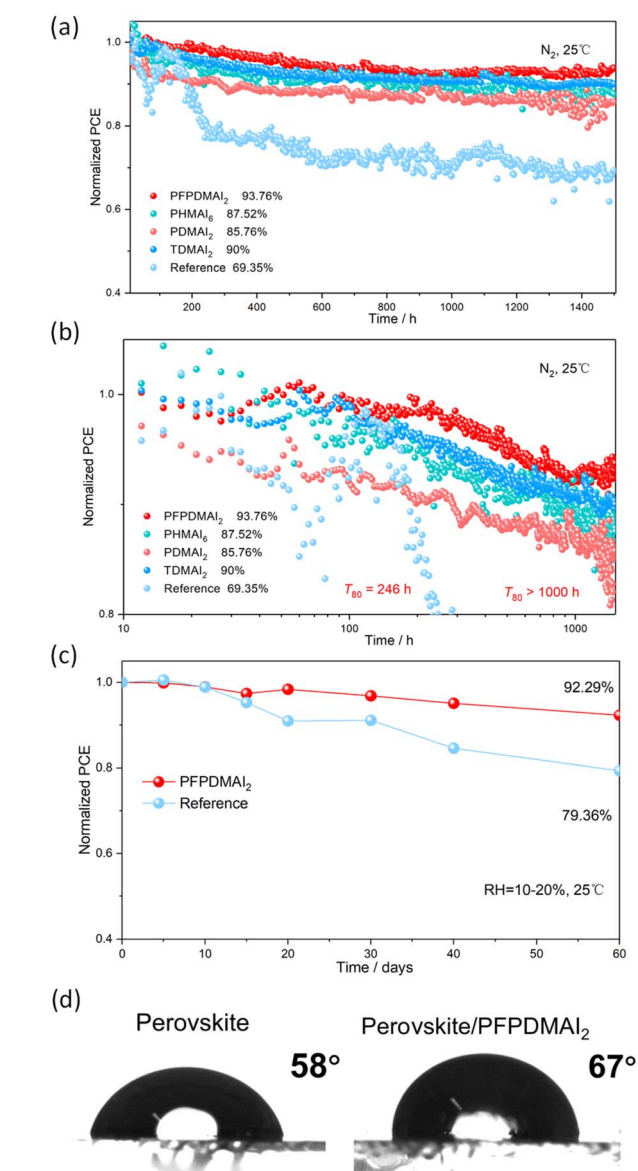 (a)
N₂, 25℃
1.0
0.9
0.8
0.7
0.6
0.4
Normalized PCE
PFPDMAI₂ 93.76%
PHMAI₆ 87.52%
PDMAI₂ 85.76%
TDMAI₂ 90%
Reference 69.35%
200 400 600 800 1000 1200 1400
Time / h
(b)
N₂, 25℃
1.0
0.8
Normalized PCE
PFPDMAI₂ 93.76%
PHMAI₆ 87.52%
PDMAI₂ 85.76%
TDMAI₂ 90%
Reference 69.35%
T₈₀ = 246 h
T₈₀ > 1000 h
10 100 1000
Time / h
(c)
1.0
0.8
0.6
0.4
Normalized PCE
92.29%
PFPDMAI₂
Reference
79.36%
RH=10-20%, 25℃
0 10 20 30 40 50 60
Time / days
(d)
Perovskite
58°
Perovskite/PFPDMAI₂
67°